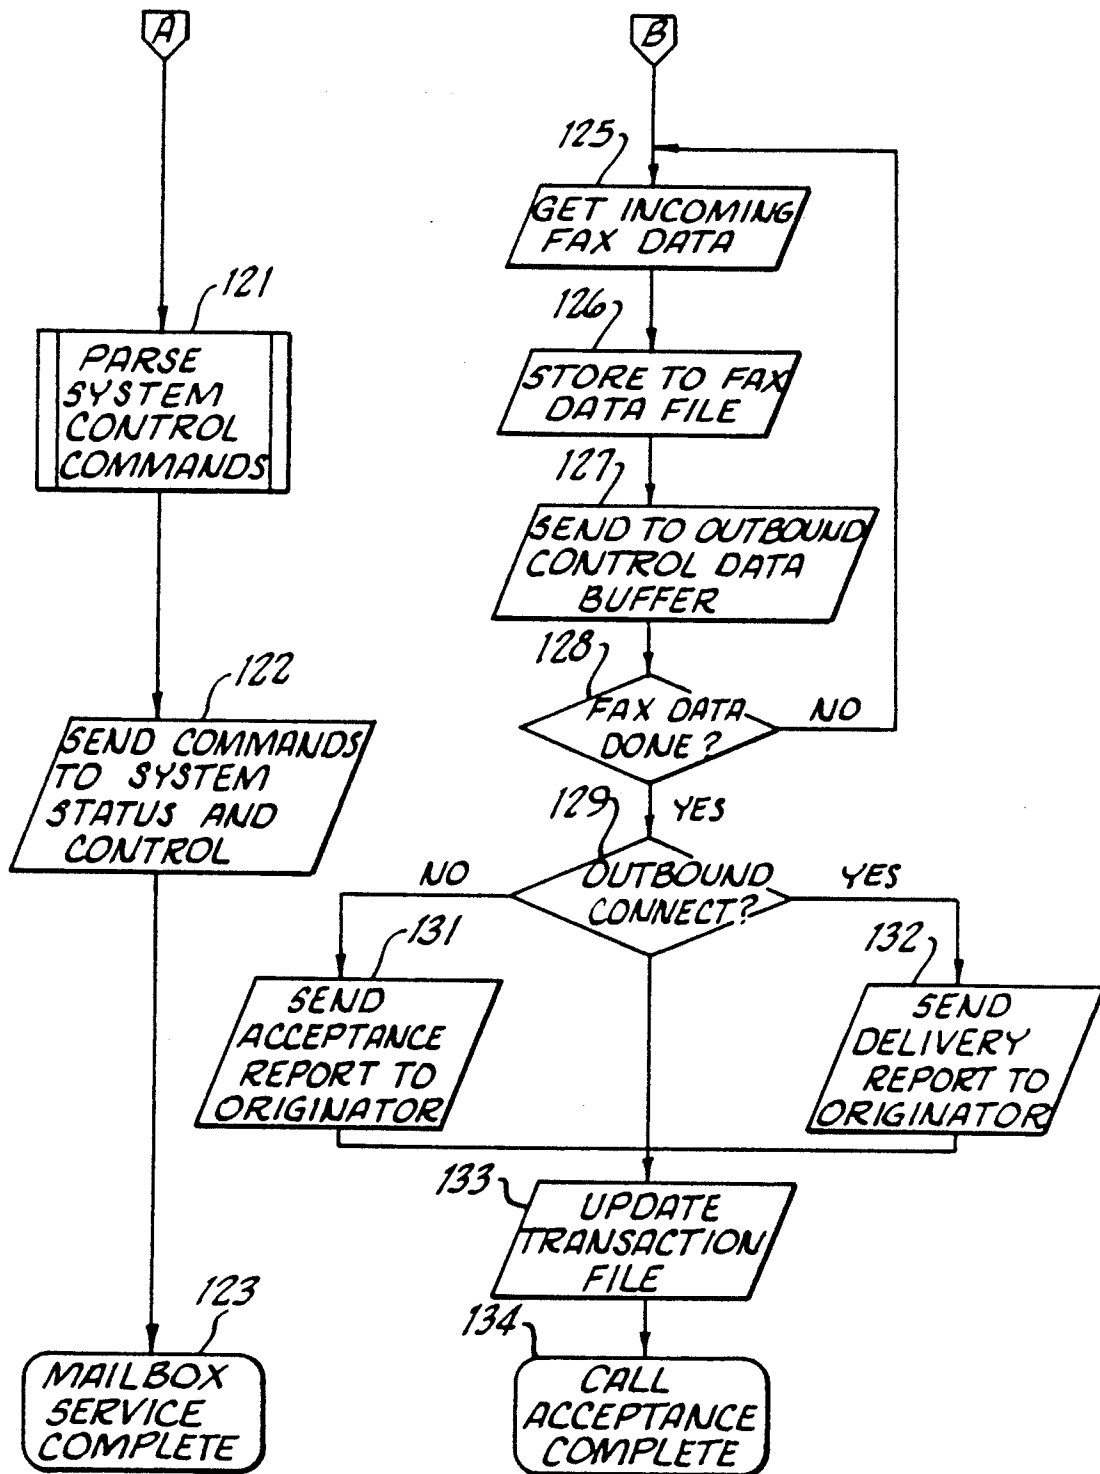 A
121
PARSE
SYSTEM
CONTROL
COMMANDS
122
SEND COMMANDS
TO SYSTEM
STATUS AND
CONTROL
123
MAILBOX
SERVICE
COMPLETE
B
125
GET INCOMING
FAX DATA
126
STORE TO FAX
DATA FILE
127
SEND TO OUTBOUND
CONTROL DATA
BUFFER
128
FAX DATA
DONE?
NO
YES
129
OUTBOUND
CONNECT?
NO
YES
131
SEND
ACCEPTANCE
REPORT TO
ORIGINATOR
132
SEND
DELIVERY
REPORT TO
ORIGINATOR
133
UPDATE
TRANSACTION
FILE
134
CALL
ACCEPTANCE
COMPLETE